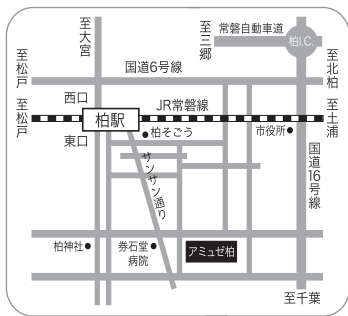 至大宮
至三郷
常磐自動車道
柏I.C.
至松戸
国道6号線
至北柏
西口
JR常磐線
至松戸
柏駅
至土浦
東口
柏そごう
市役所
サンサン通り
国道16号線
柏神社
券石堂
病院
アミュゼ柏
至千葉